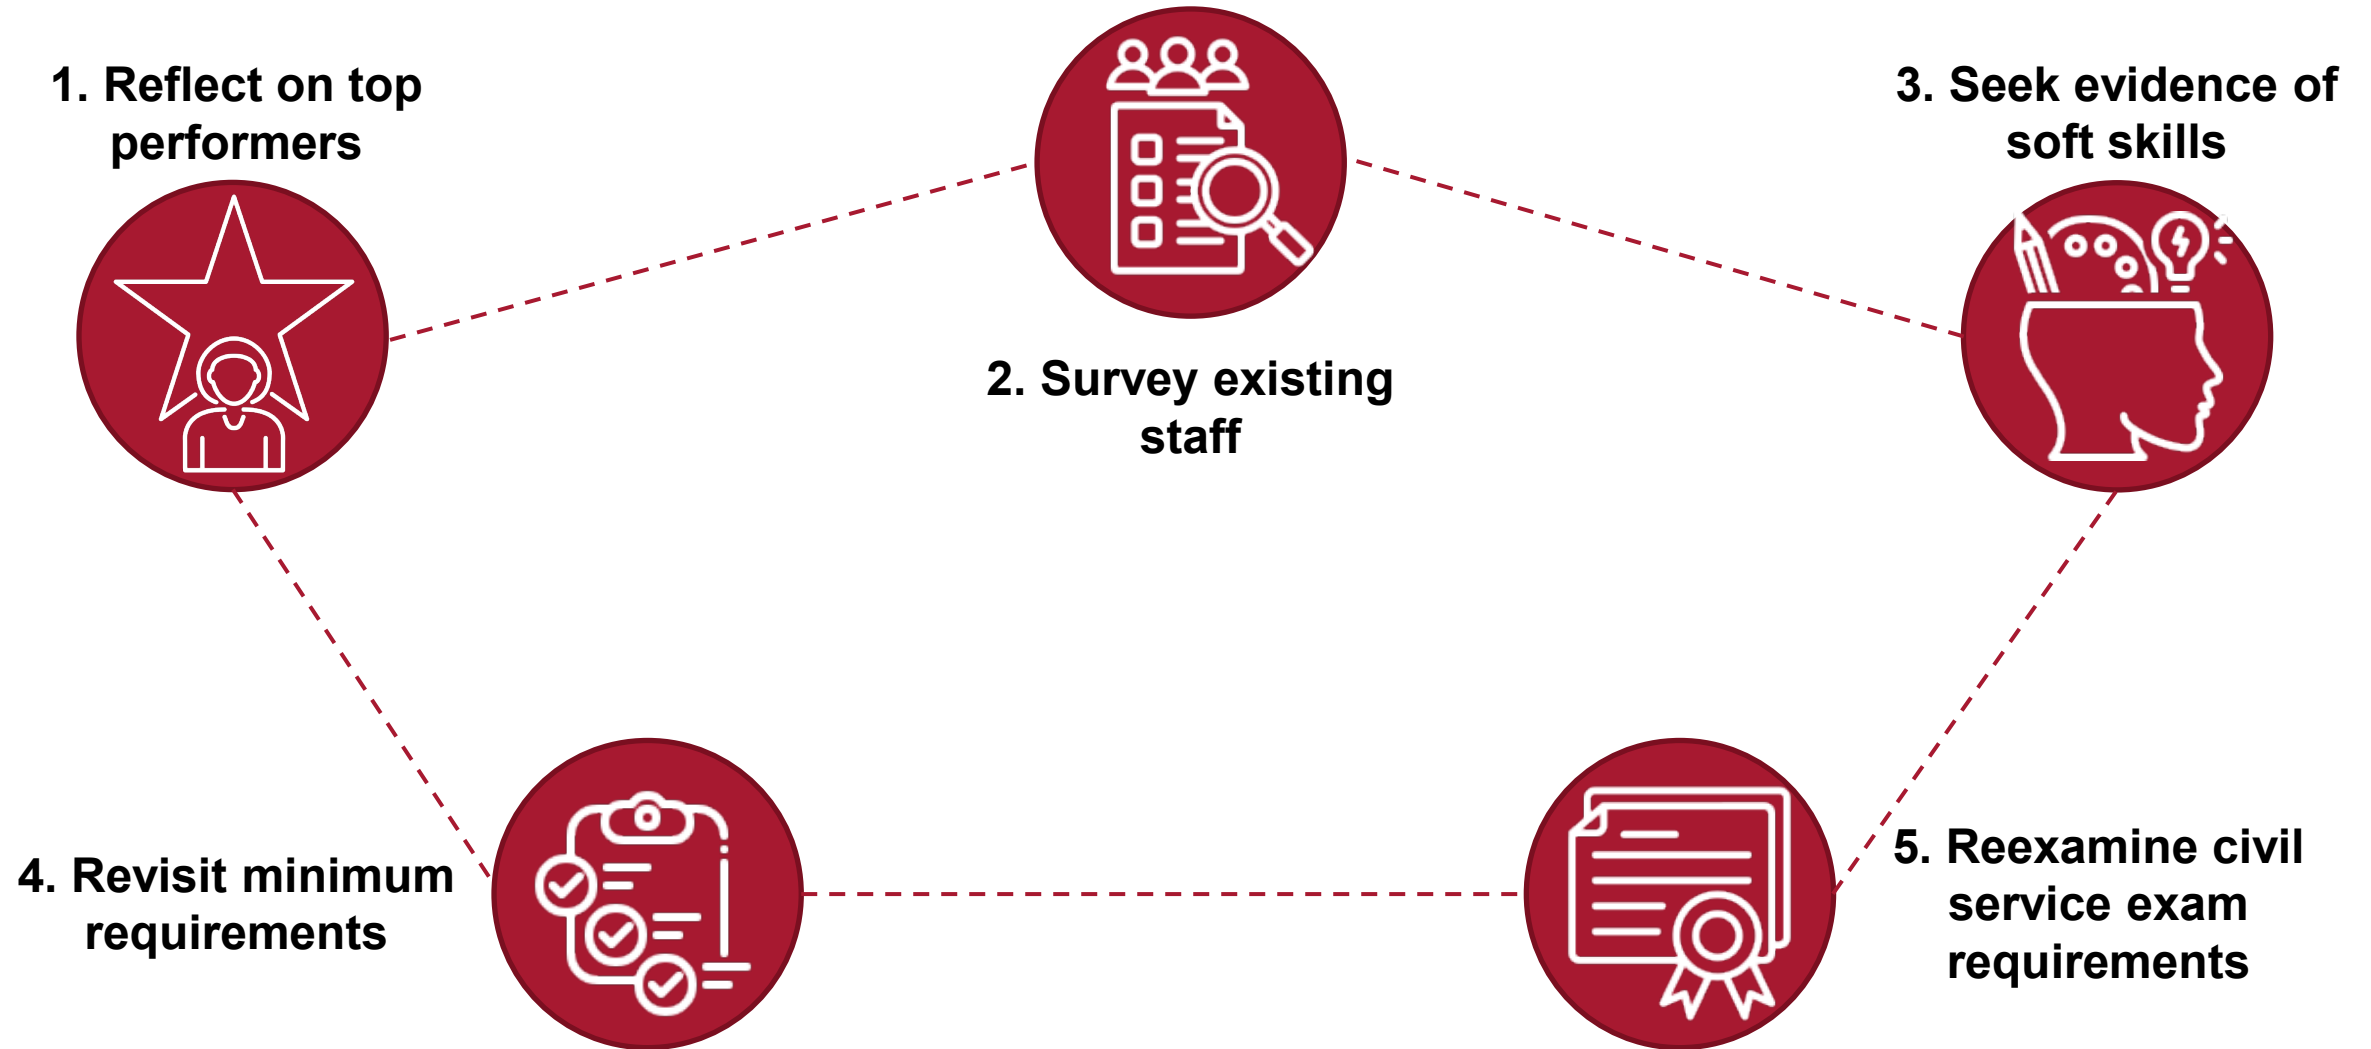 1. Reflect on top
performers
2. Survey existing
staff
3. Seek evidence of
soft skills
4. Revisit minimum
requirements
5. Reexamine civil
service exam
requirements